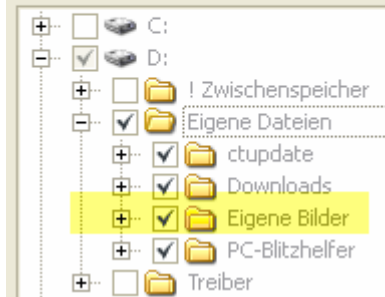 C:
D:
! Zwischenspeicher
Eigene Dateien
ctupdate
Downloads
Eigene Bilder
PC-Blitzhelfer
Treiber